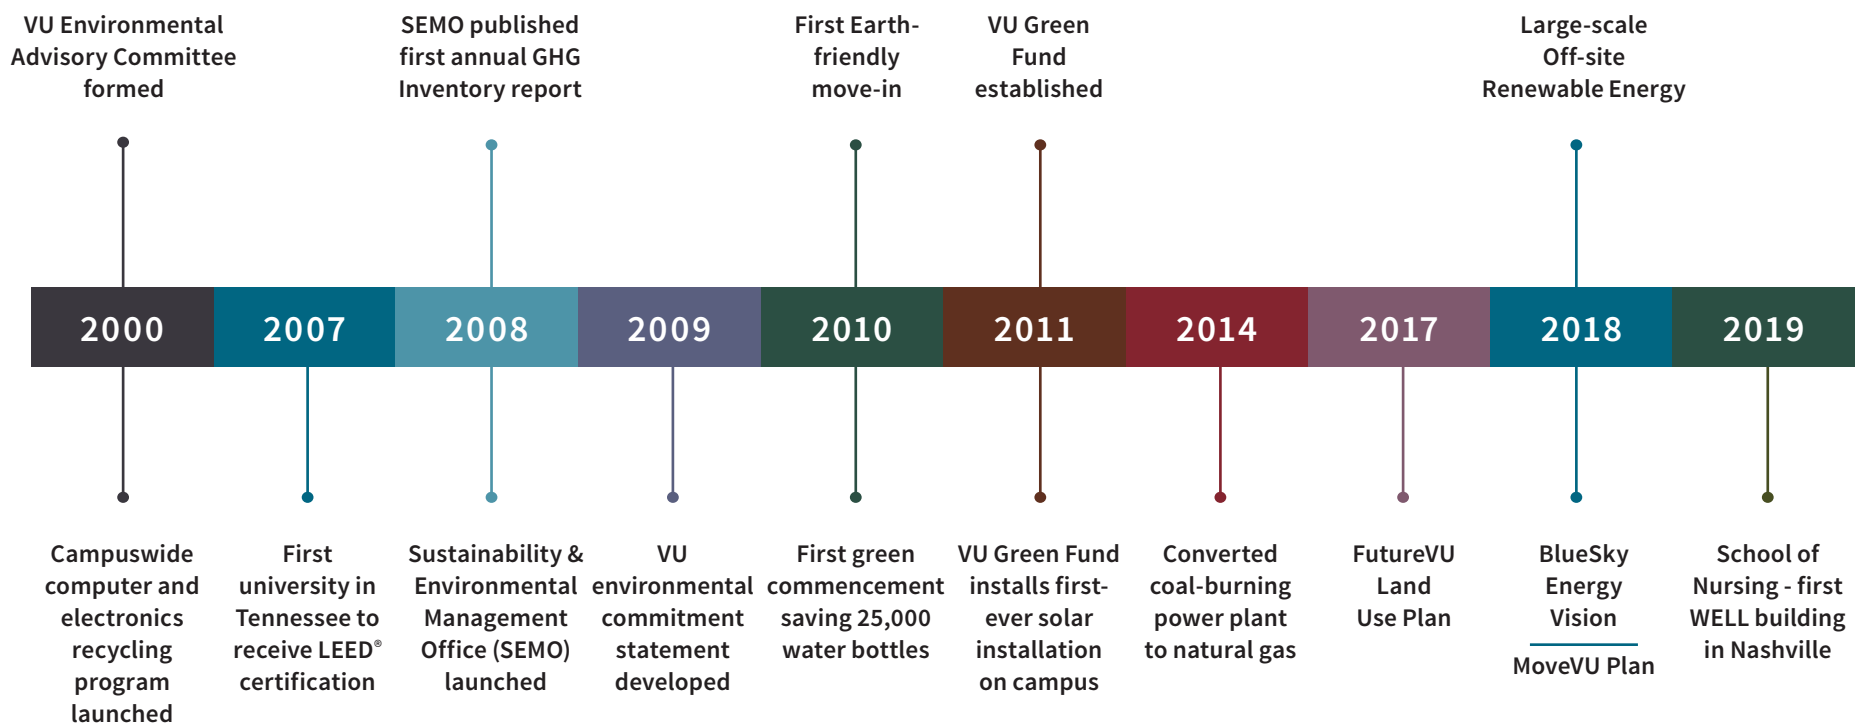 VU Environmental
Advisory Committee
formed
SEMO published
first annual GHG
Inventory report
First Earth-
friendly
move-in
VU Green
Fund
established
Large-scale
Off-site
Renewable Energy
2000
2007
2008
2009
2010
2011
2014
2017
2018
2019
Campuswide
computer and
electronics
recycling
program
launched
First
university in
Tennessee to
receive LEED®
certification
Sustainability &
Environmental
Management
Office (SEMO)
launched
VU
environmental
commitment
statement
developed
First green
commencement
saving 25,000
water bottles
VU Green Fund
installs first-
ever solar
installation
on campus
Converted
coal-burning
power plant
to natural gas
FutureVU
Land
Use Plan
BlueSky
Energy
Vision
MoveVU Plan
School of
Nursing - first
WELL building
in Nashville